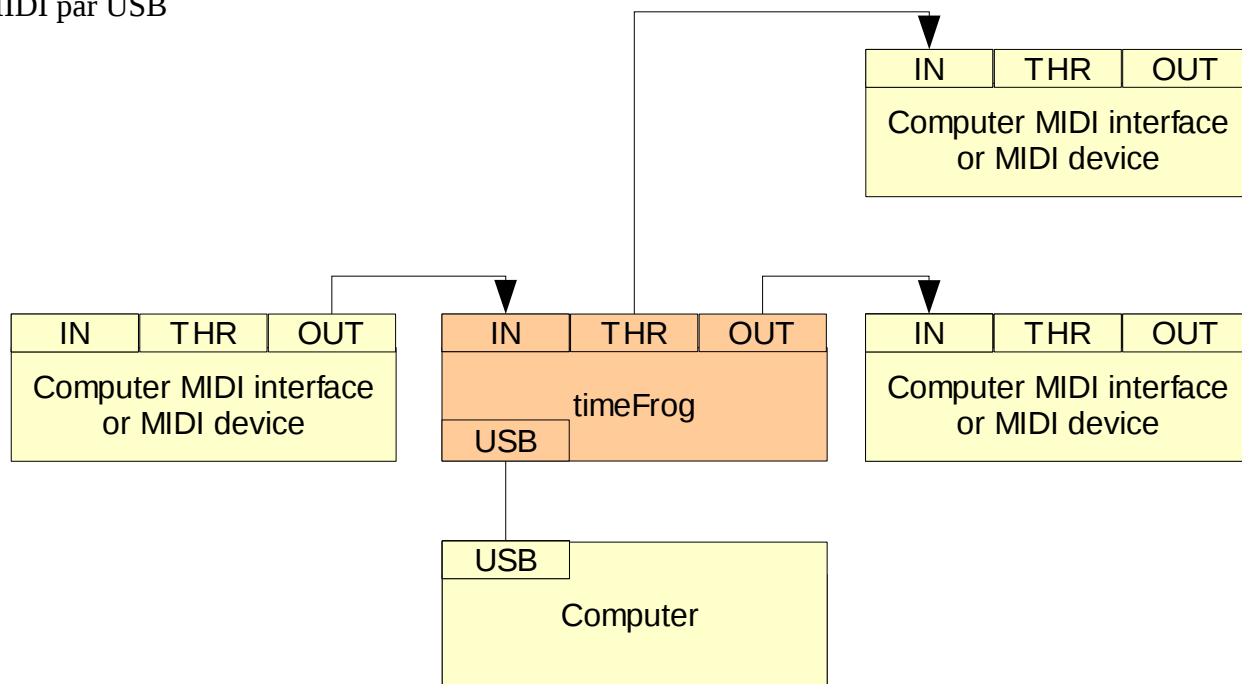 MIDI par USB
IN THR OUT
Computer MIDI interface
or MIDI device
IN THR OUT
Computer MIDI interface
or MIDI device
IN THR OUT
timeFrog
USB
IN THR OUT
Computer MIDI interface
or MIDI device
USB
Computer